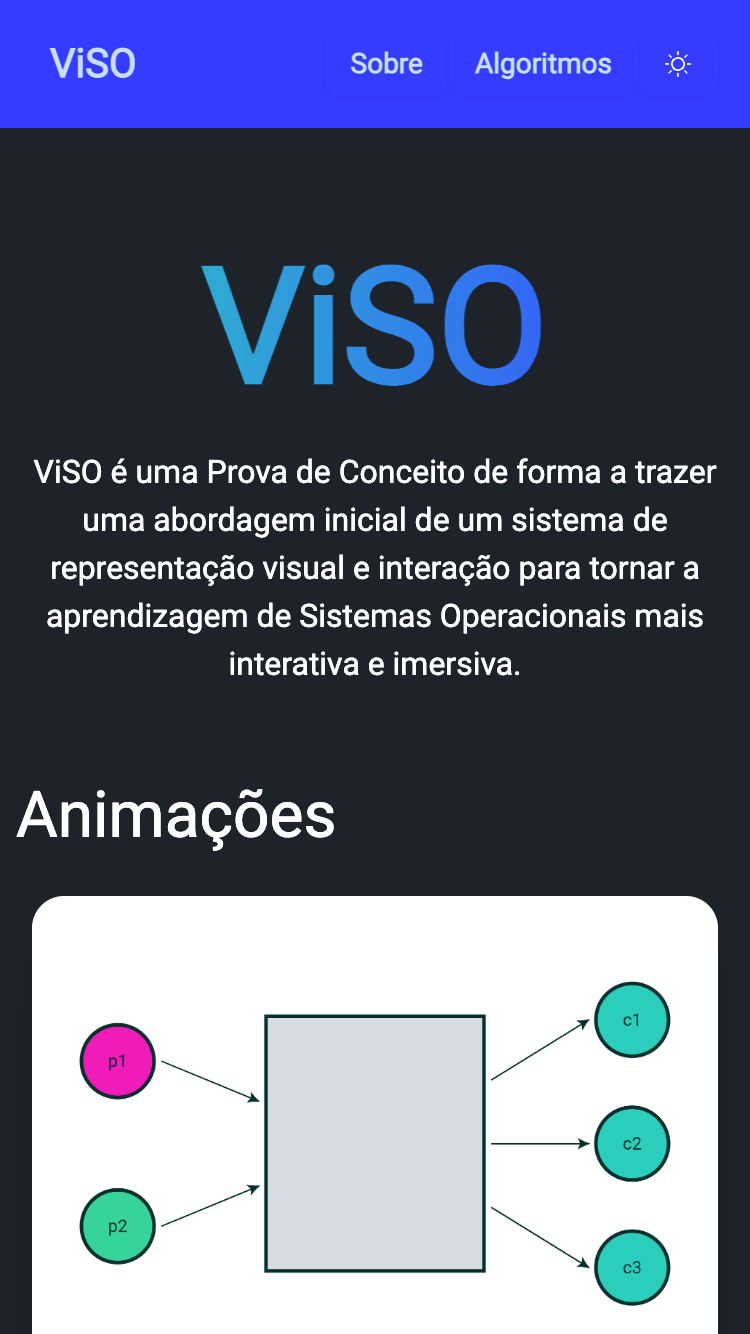 ViSO
Sobre
Algoritmos
ViSO
ViSO é uma Prova de Conceito de forma a trazer
uma abordagem inicial de um sistema de
representação visual e interação para tornar a
aprendizagem de Sistemas Operacionais mais
interativa e imersiva.
Animações
p1
p2
c1
c2
c3